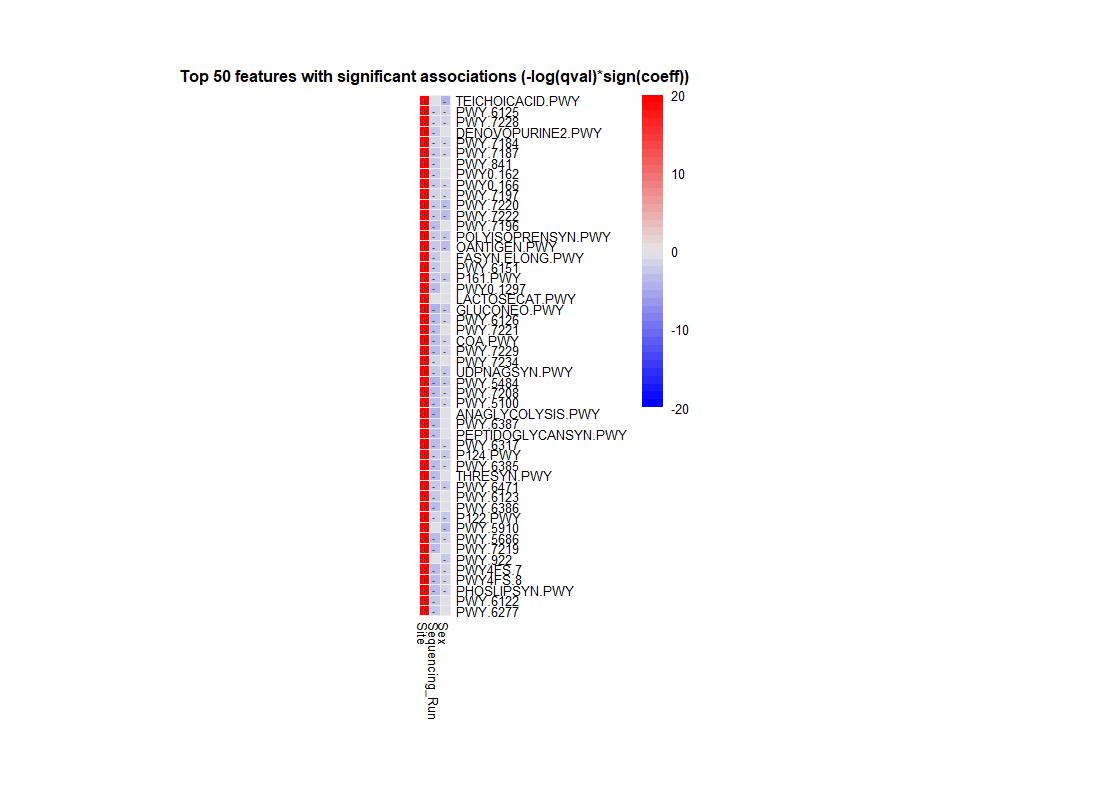 Top 50 features with significant associations (-log(qval)*sign(coeff))
TEICHOICACID.PWY
PWY.6125
PWY.7228
DENOVOPURINE2.PWY
PWY.7184
PWY.7187
PWY.841
PWY0.162
PWY0.166
PWY.7197
PWY.7220
PWY.7222
PWY.7196
POLYISOPRENSYN.PWY
OANTIGEN.PWY
FASYN.ELONG.PWY
PWY.6151
P161.PWY
PWY0.1297
LACTOSECAT.PWY
GLUCONEO.PWY
PWY.6126
PWY.7221
COA.PWY
PWY.7229
PWY.7234
UDPNAGSYN.PWY
PWY.5484
PWY.7208
PWY.5100
ANAGLYCOLYSIS.PWY
PWY.6387
PEPTIDOGLYCANSYN.PWY
PWY.6317
P124.PWY
PWY.6385
THRESYN.PWY
PWY.6471
PWY.6123
PWY.6386
P122.PWY
PWY.5910
PWY.5686
PWY.7219
PWY.922
PWY4FS.7
PWY4FS.8
PHOSLIPSYN.PWY
PWY.6122
PWY.6277
20
10
0
-10
-20
Site
Sequencing_Run
Sex